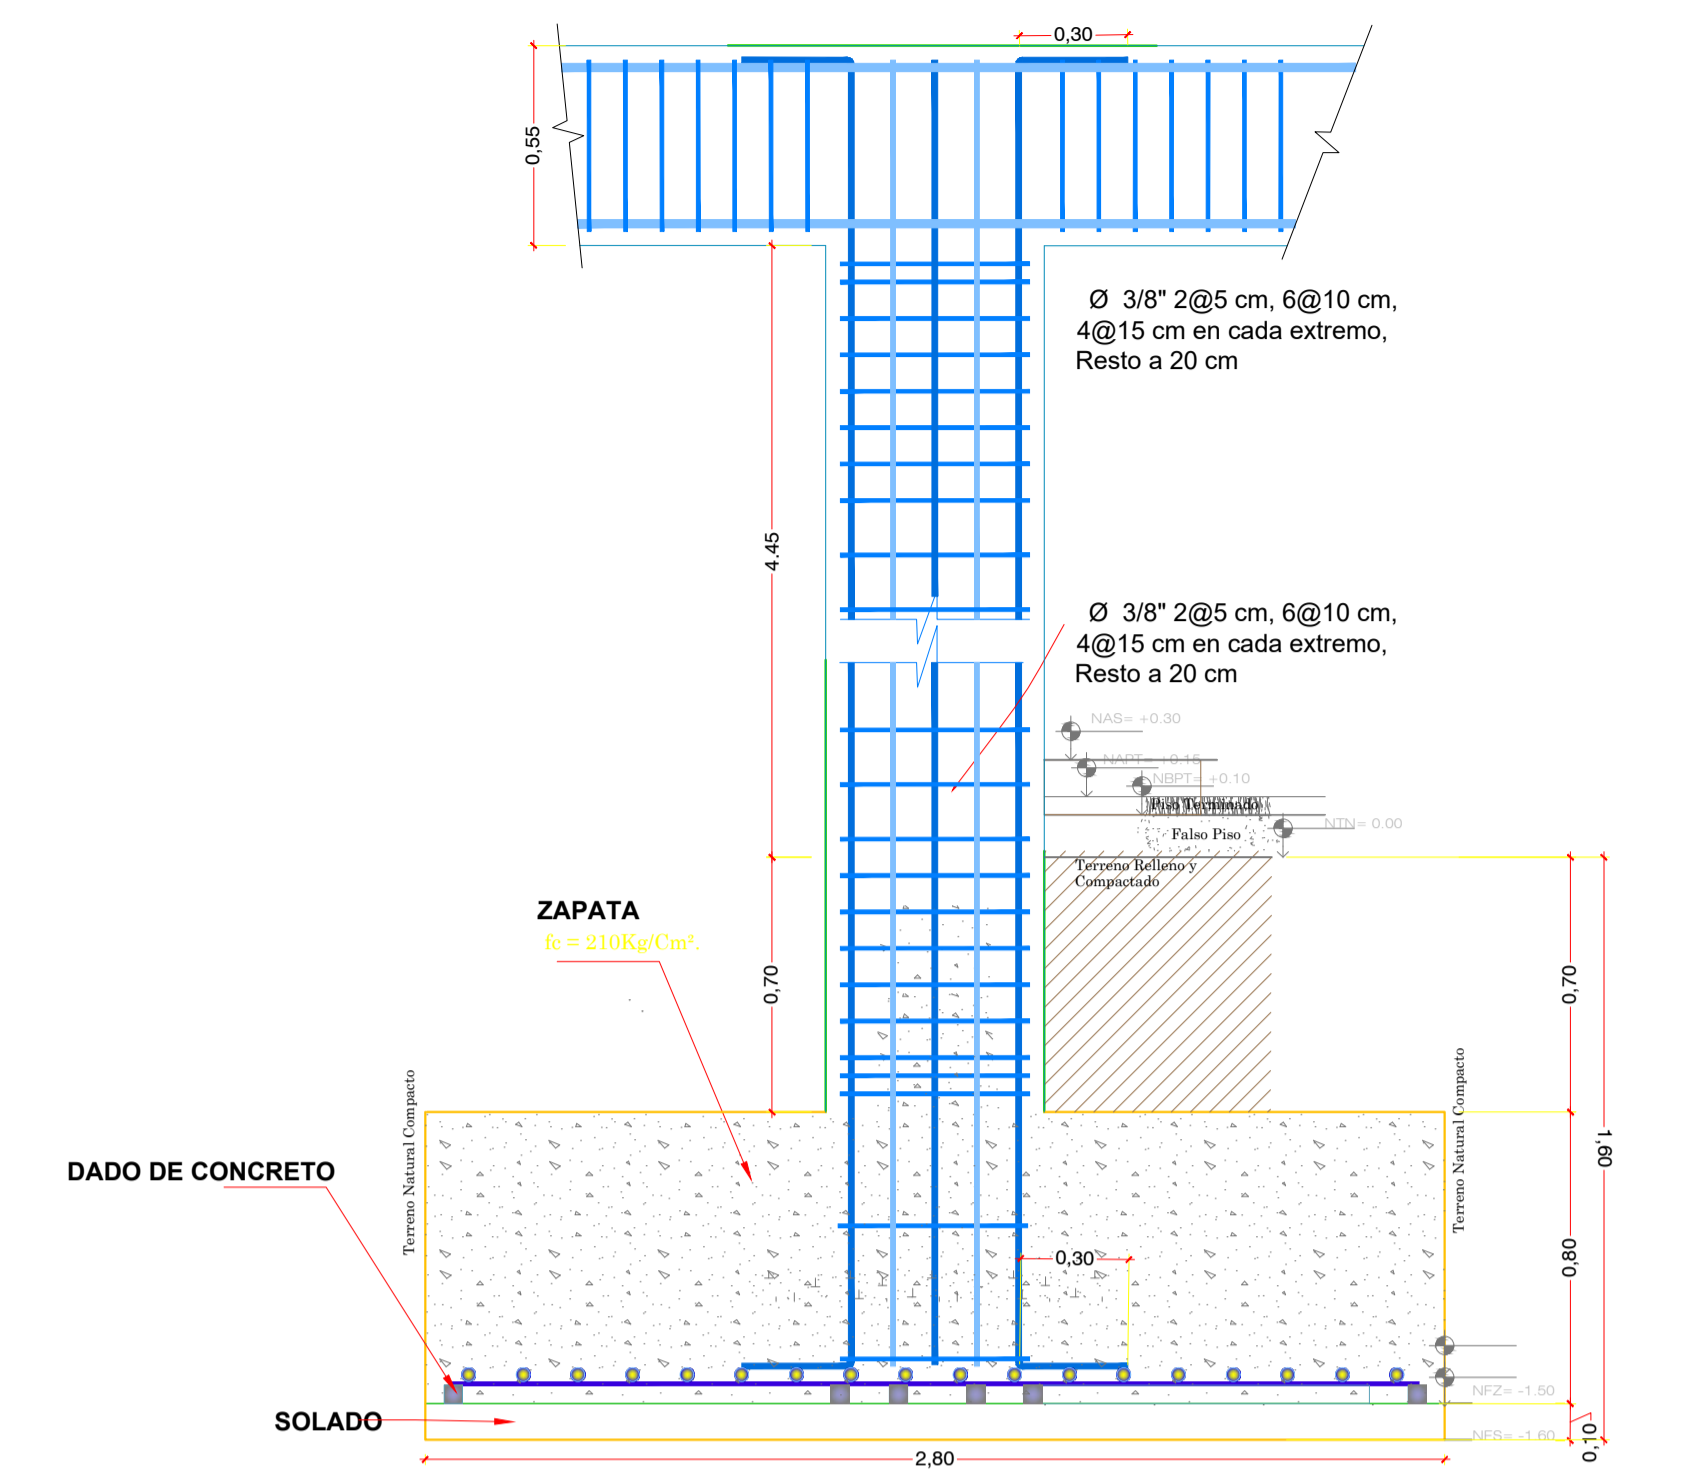 0,30
0,55
Ø 3/8" 2@5 cm, 6@10 cm,
4@15 cm en cada extremo,
Resto a 20 cm
4.45
Ø 3/8" 2@5 cm, 6@10 cm,
4@15 cm en cada extremo,
Resto a 20 cm
NAS= +0.30
NAPT= +0.15
NBPT= +0.10
Piso Terminado
NTN= 0.00
Falso Piso
Terreno Relleno y
Compactado
ZAPATA
fc = 210Kg/Cm².
0,70
0,70
Terreno Natural Compacto
Terreno Natural Compacto
1,60
DADO DE CONCRETO
0,30
0,80
NFZ= -1.50
SOLADO
NFS= -1.60
0,10
2,80